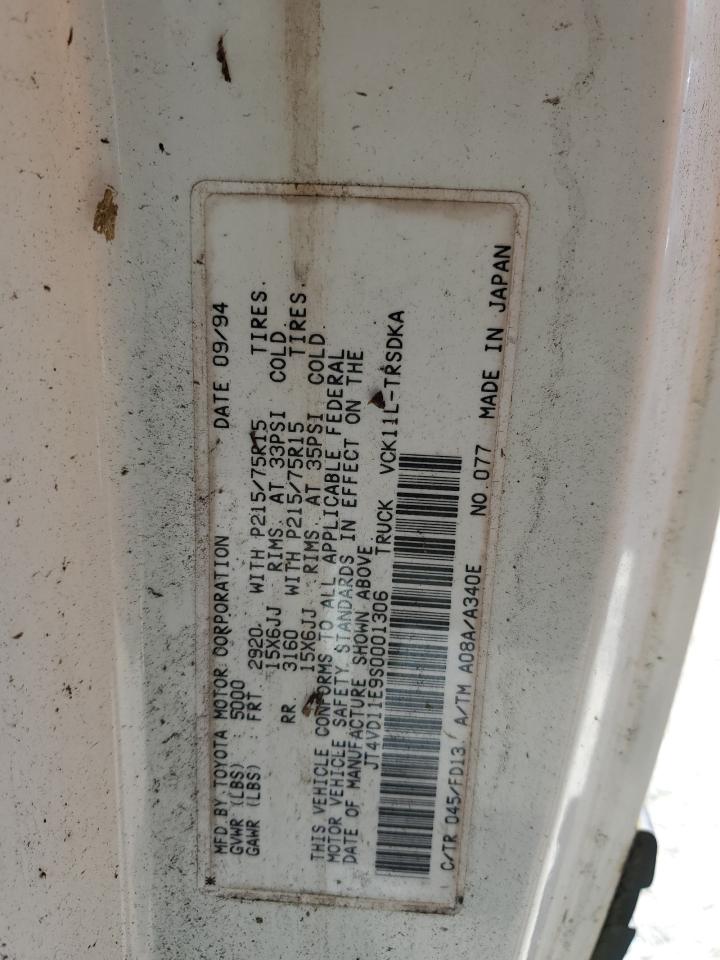 * MFD.BY TOYOTA MOTOR CORPORATION DATE 09/94
GVWR (LBS) : 5000
GAWR (LBS) : FRT 2920. WITH P215/75R15 TIRES.
15X6JJ RIMS. AT 33PSI COLD.
RR 3160 WITH P215/75R15 TIRES.
15X6JJ RIMS. AT 35PSI COLD.
THIS VEHICLE CONFORMS TO ALL APPLICABLE FEDERAL
MOTOR VEHICLE SAFETY STANDARDS IN EFFECT ON THE
DATE OF MANUFACTURE SHOWN ABOVE.
JT4VD11E9S0001306 TRUCK VCK11L-TRSDKA
C/TR 045/FD13 A/TM A08A/A340E NO.077 MADE IN JAPAN